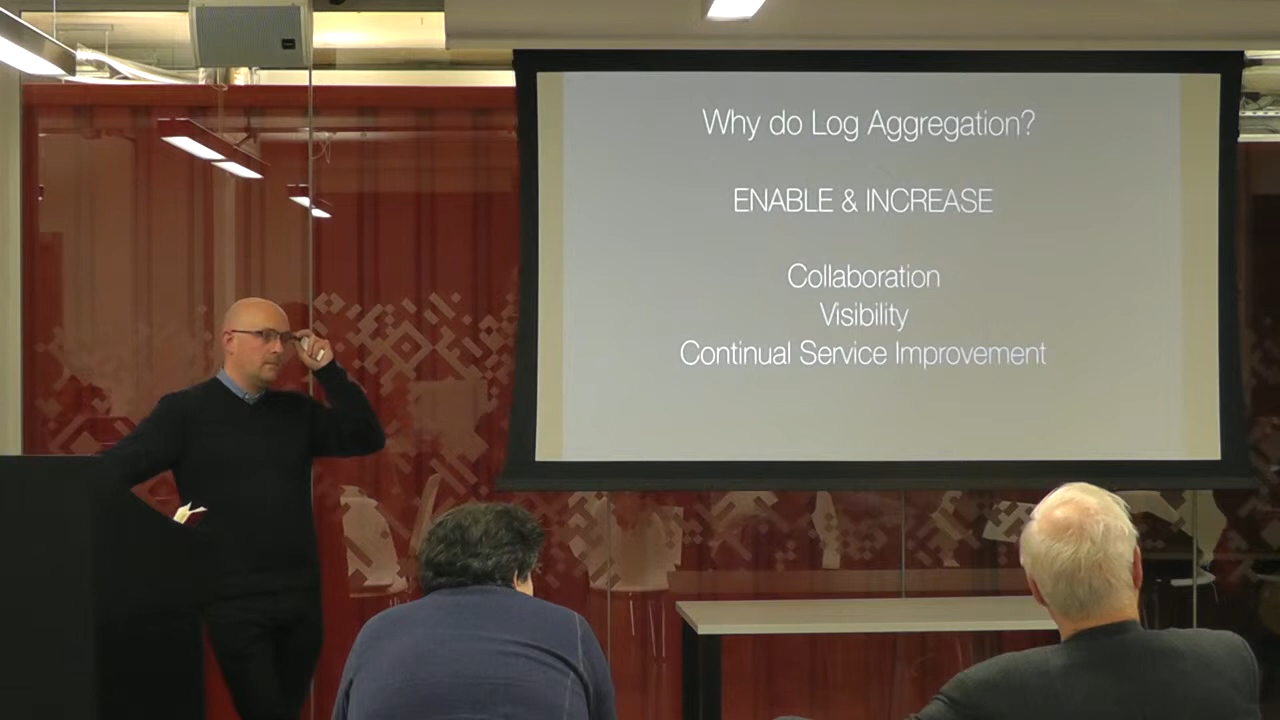 Why do Log Aggregation?
ENABLE & INCREASE
Collaboration
Visibility
Continual Service Improvement